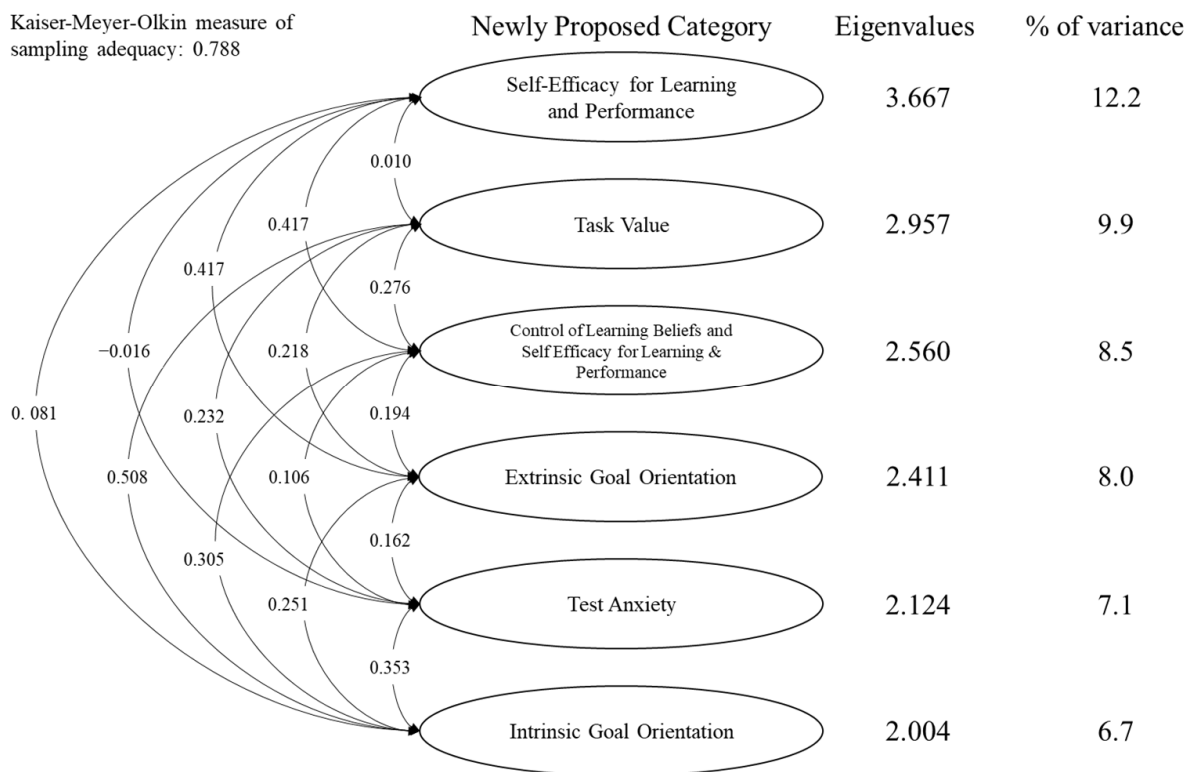 Kaiser-Meyer-Olkin measure of
sampling adequacy: 0.788
Newly Proposed Category
Eigenvalues
% of variance
Self-Efficacy for Learning
and Performance
3.667
12.2
0.010
0.417
Task Value
2.957
9.9
0.417
0.276
−0.016
0.218
Control of Learning Beliefs and
Self Efficacy for Learning &
Performance
2.560
8.5
0. 081
0.232
0.194
0.508
0.106
Extrinsic Goal Orientation
2.411
8.0
0.305
0.162
0.251
Test Anxiety
2.124
7.1
0.353
Intrinsic Goal Orientation
2.004
6.7